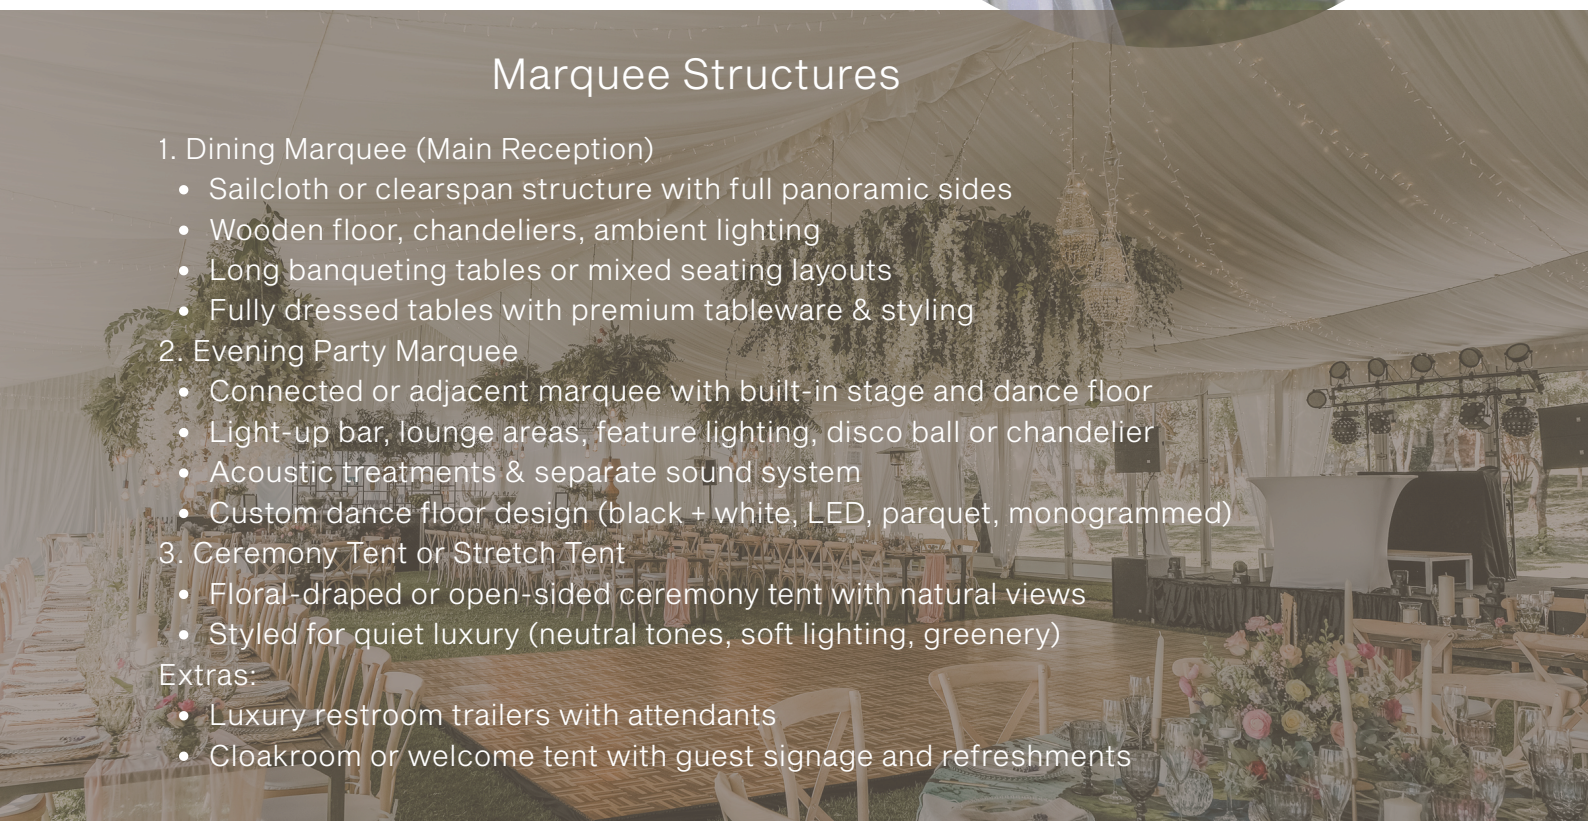 Marquee Structures
1. Dining Marquee (Main Reception)
• Sailcloth or clearspan structure with full panoramic sides
• Wooden floor, chandeliers, ambient lighting
• Long banqueting tables or mixed seating layouts
• Fully dressed tables with premium tableware & styling
2. Evening Party Marquee
• Connected or adjacent marquee with built-in stage and dance floor
• Light-up bar, lounge areas, feature lighting, disco ball or chandelier
• Acoustic treatments & separate sound system
• Custom dance floor design (black + white, LED, parquet, monogrammed)
3. Ceremony Tent or Stretch Tent
• Floral-draped or open-sided ceremony tent with natural views
• Styled for quiet luxury (neutral tones, soft lighting, greenery)
Extras:
• Luxury restroom trailers with attendants
• Cloakroom or welcome tent with guest signage and refreshments